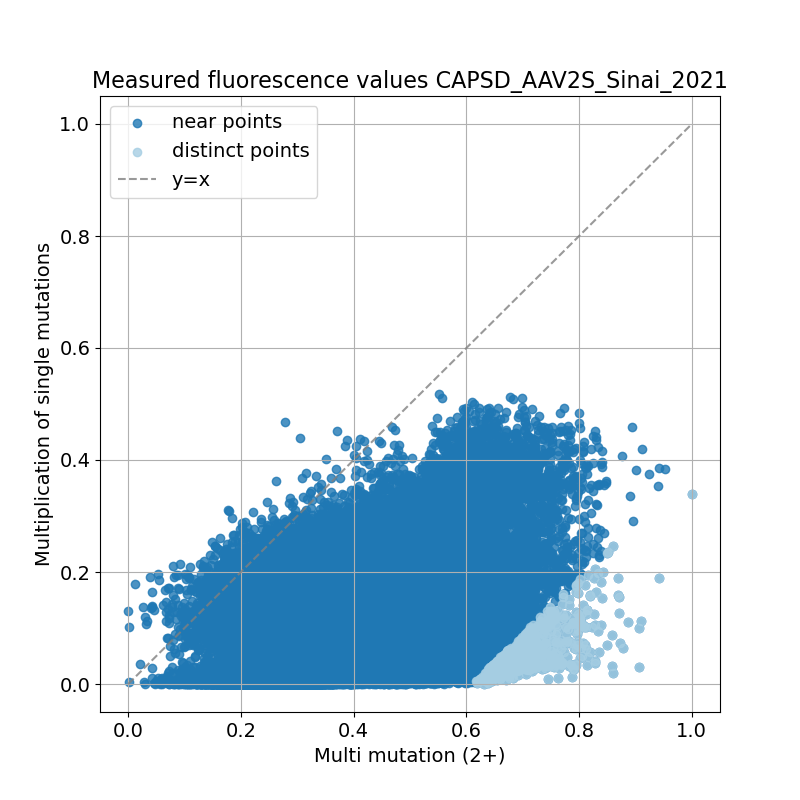 Measured fluorescence values CAPSD_AAV2S_Sinai_2021
near points
distinct points
y=x
1.0
0.8
0.6
0.4
0.2
0.0
Multiplication of single mutations
0.0 0.2 0.4 0.6 0.8 1.0
Multi mutation (2+)